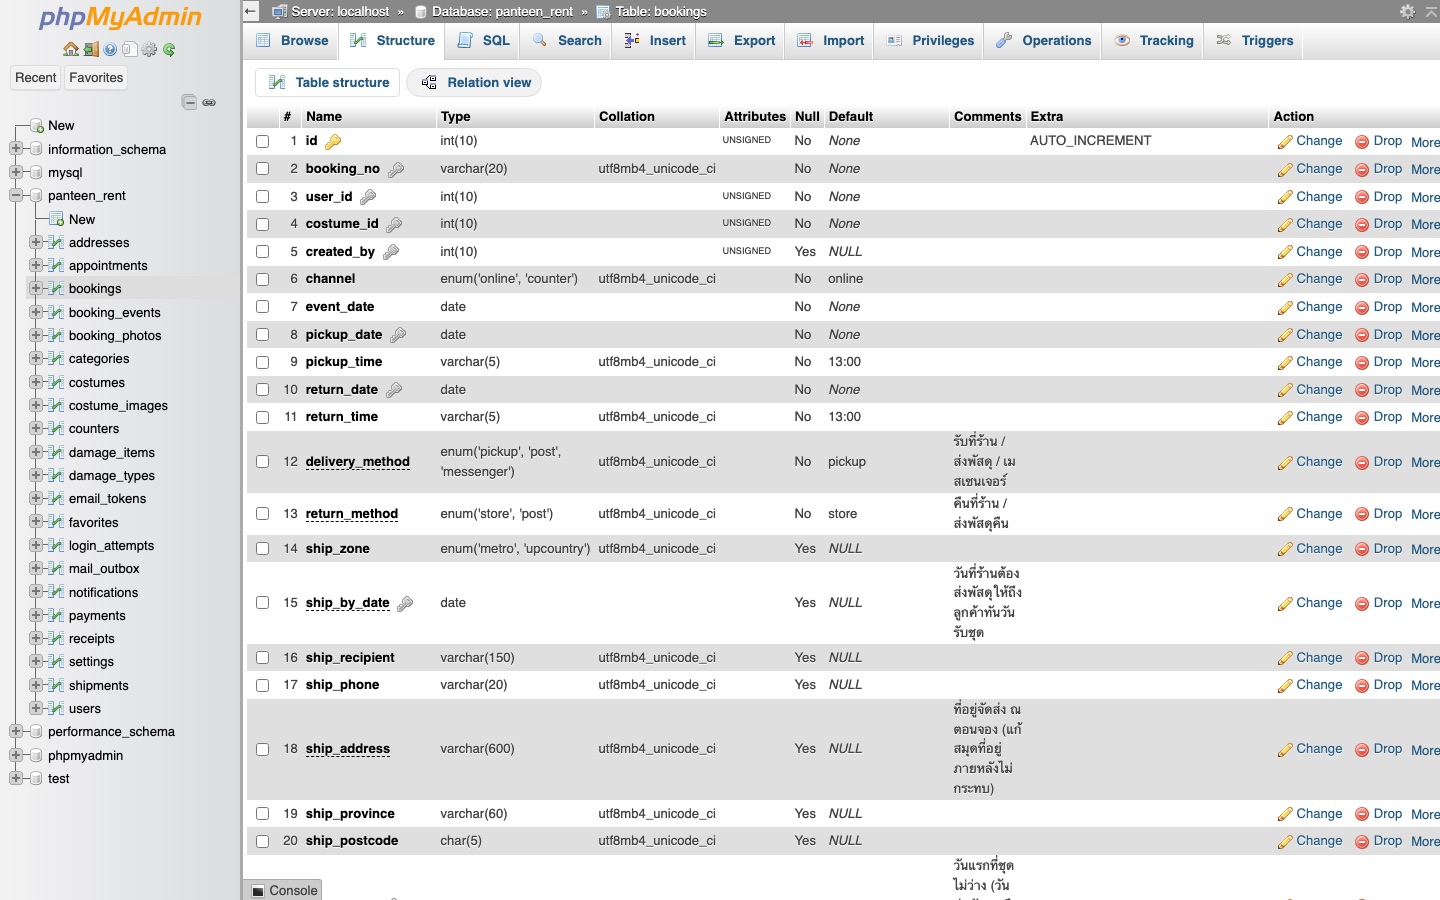 phpMyAdmin
Recent Favorites
New
information_schema
mysql
panteen_rent
New
addresses
appointments
bookings
booking_events
booking_photos
categories
costumes
costume_images
counters
damage_items
damage_types
email_tokens
favorites
login_attempts
mail_outbox
notifications
payments
receipts
settings
shipments
users
performance_schema
phpmyadmin
test
Server: localhost » Database: panteen_rent » Table: bookings
Browse Structure SQL Search Insert Export Import Privileges Operations Tracking Triggers
Table structure Relation view
# Name Type Collation Attributes Null Default Comments Extra Action
1 id int(10) UNSIGNED No None AUTO_INCREMENT Change Drop More
2 booking_no varchar(20) utf8mb4_unicode_ci No None Change Drop More
3 user_id int(10) UNSIGNED No None Change Drop More
4 costume_id int(10) UNSIGNED No None Change Drop More
5 created_by int(10) UNSIGNED Yes NULL Change Drop More
6 channel enum('online', 'counter') utf8mb4_unicode_ci No online Change Drop More
7 event_date date No None Change Drop More
8 pickup_date date No None Change Drop More
9 pickup_time varchar(5) utf8mb4_unicode_ci No 13:00 Change Drop More
10 return_date date No None Change Drop More
11 return_time varchar(5) utf8mb4_unicode_ci No 13:00 Change Drop More
รับที่ร้าน /
enum('pickup', 'post',
12 delivery_method utf8mb4_unicode_ci No pickup ส่งพัสดุ / เม Change Drop More
'messenger')
สเซนเจอร์
คืนที่ร้าน /
13 return_method enum('store', 'post') utf8mb4_unicode_ci No store Change Drop More
ส่งพัสดุคืน
14 ship_zone enum('metro', 'upcountry') utf8mb4_unicode_ci Yes NULL Change Drop More
วันที่ร้านต้อง
ส่งพัสดุให้ถึง
15 ship_by_date date Yes NULL Change Drop More
ลูกค้าทันวัน
รับชุด
16 ship_recipient varchar(150) utf8mb4_unicode_ci Yes NULL Change Drop More
17 ship_phone varchar(20) utf8mb4_unicode_ci Yes NULL Change Drop More
ที่อยู่จัดส่ง ณ
ตอนจอง (แก้
18 ship_address varchar(600) utf8mb4_unicode_ci Yes NULL สมุดที่อยู่ Change Drop More
ภายหลังไม่
กระทบ)
19 ship_province varchar(60) utf8mb4_unicode_ci Yes NULL Change Drop More
20 ship_postcode char(5) utf8mb4_unicode_ci Yes NULL Change Drop More
วันแรกที่ชุด
ไม่ว่าง (วัน
Console